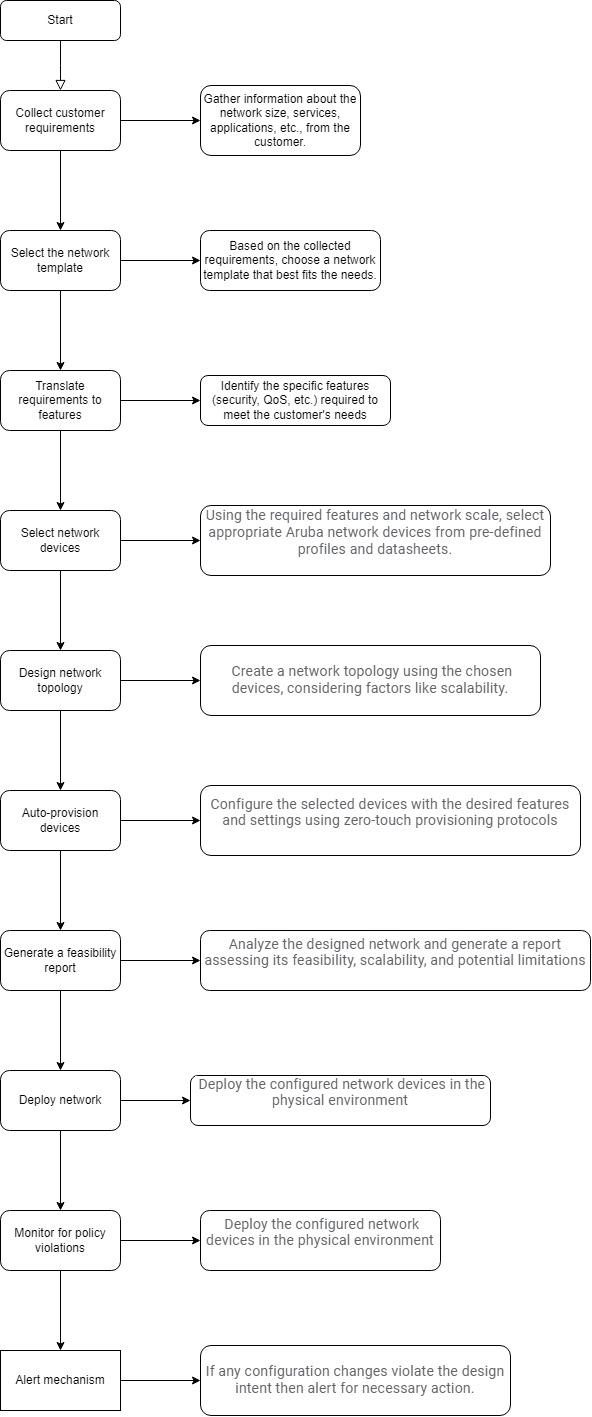 Start
Collect customer
requirements
Gather information about the
network size, services,
applications, etc., from the
customer.
Select the network
template
Based on the collected
requirements, choose a network
template that best fits the needs.
Translate
requirements to
features
Identify the specific features
(security, QoS, etc.) required to
meet the customer's needs
Select network
devices
Using the required features and network scale, select
appropriate Aruba network devices from pre-defined
profiles and datasheets.
Design network
topology
Create a network topology using the chosen
devices, considering factors like scalability.
Auto-provision
devices
Configure the selected devices with the desired features
and settings using zero-touch provisioning protocols
Generate a feasibility
report
Analyze the designed network and generate a report
assessing its feasibility, scalability, and potential limitations
Deploy network
Deploy the configured network devices in the
physical environment
Monitor for policy
violations
Deploy the configured network
devices in the physical environment
Alert mechanism
If any configuration changes violate the design
intent then alert for necessary action.